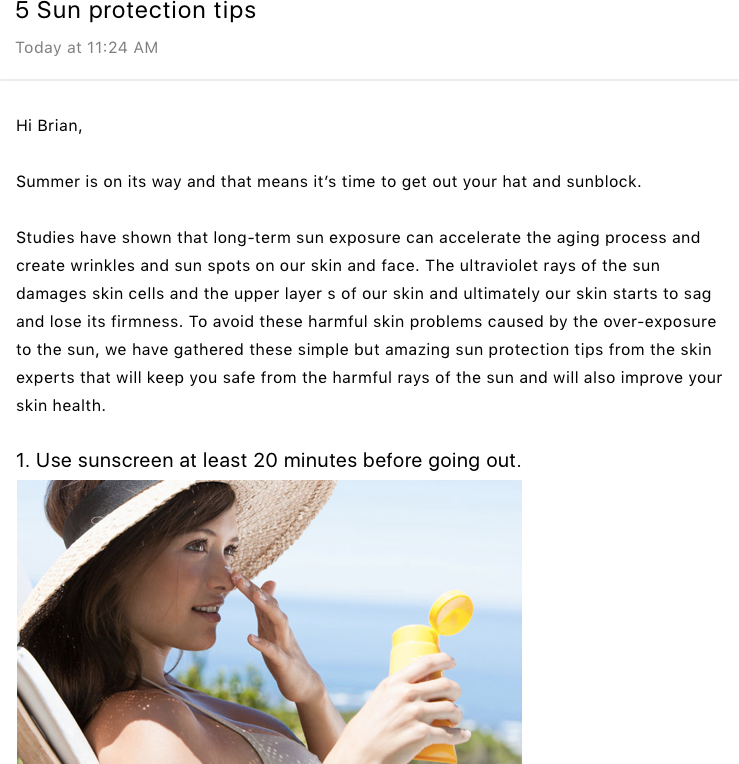 5 Sun protection tips
Today at 11:24 AM
Hi Brian,
Summer is on its way and that means it’s time to get out your hat and sunblock.
Studies have shown that long-term sun exposure can accelerate the aging process and
create wrinkles and sun spots on our skin and face. The ultraviolet rays of the sun
damages skin cells and the upper layer s of our skin and ultimately our skin starts to sag
and lose its firmness. To avoid these harmful skin problems caused by the over-exposure
to the sun, we have gathered these simple but amazing sun protection tips from the skin
experts that will keep you safe from the harmful rays of the sun and will also improve your
skin health.
1. Use sunscreen at least 20 minutes before going out.